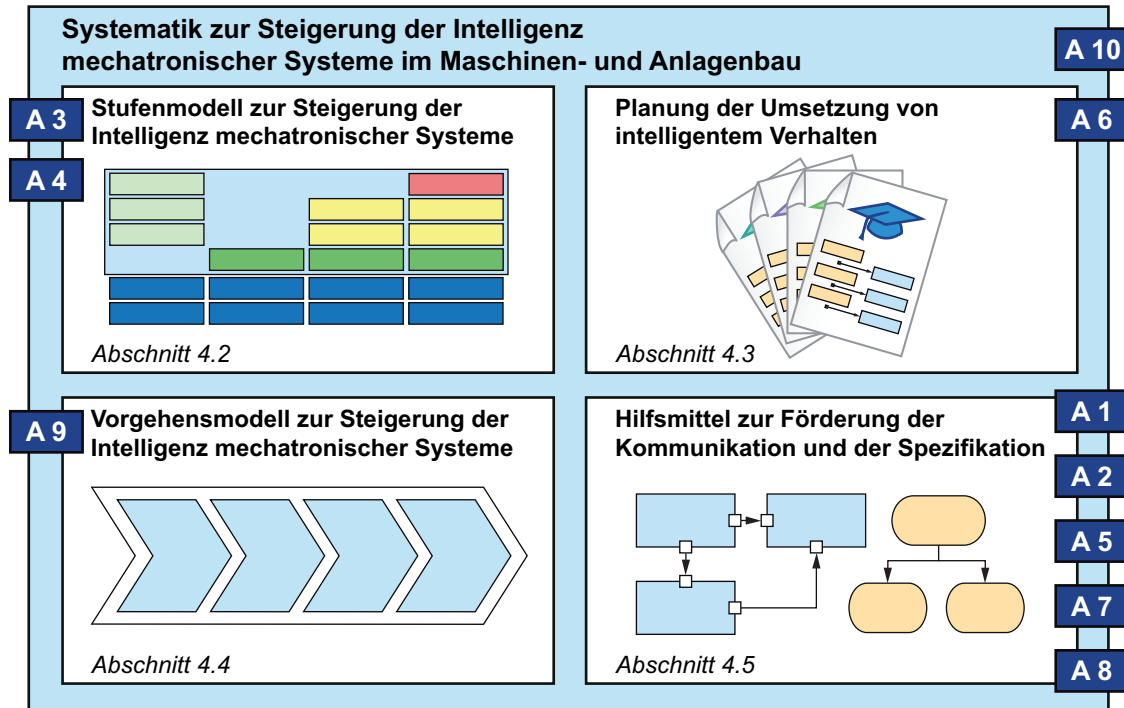 Systematik zur Steigerung der Intelligenz
mechatronischer Systeme im Maschinen- und Anlagenbau
A 10
A 3
Stufenmodell zur Steigerung der
Intelligenz mechatronischer Systeme
A 4
Abschnitt 4.2
Planung der Umsetzung von
intelligentem Verhalten
A 6
Abschnitt 4.3
A 9
Vorgehensmodell zur Steigerung der
Intelligenz mechatronischer Systeme
Abschnitt 4.4
Hilfsmittel zur Förderung der
Kommunikation und der Spezifikation
A 1
A 2
A 5
A 7
A 8
Abschnitt 4.5